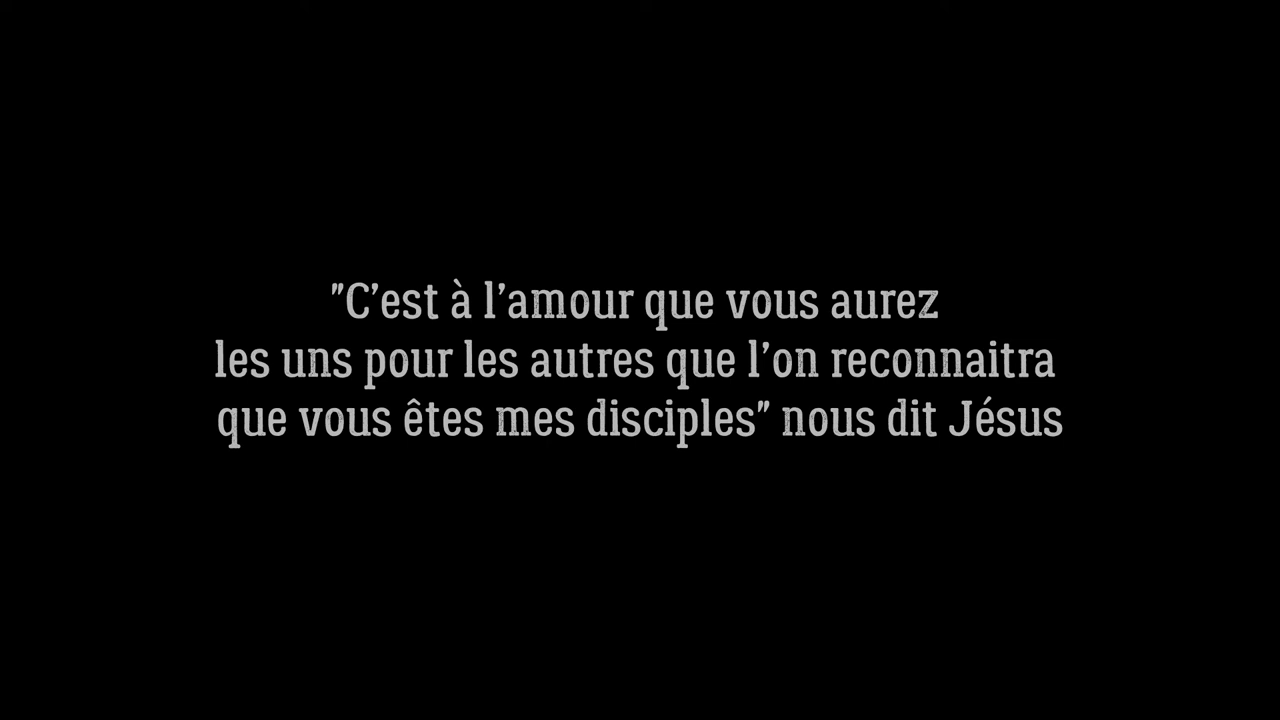 "C’est à l’amour que vous aurez
les uns pour les autres que l’on reconnaitra
que vous êtes mes disciples" nous dit Jésus